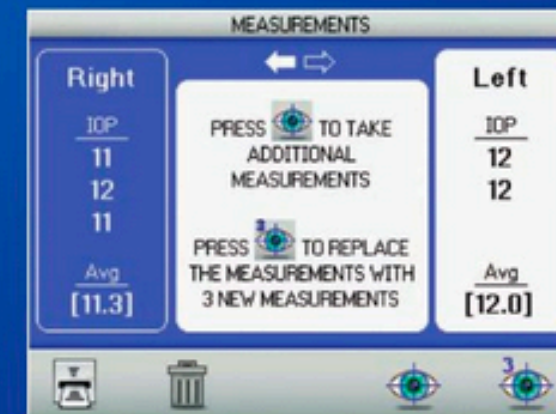 MEASUREMENTS
Right
IOP
11
12
11
Avg
[11.3]
PRESS TO TAKE
ADDITIONAL
MEASUREMENTS
PRESS 3 TO REPLACE
THE MEASUREMENTS WITH
3 NEW MEASUREMENTS
Left
IOP
12
12
Avg
[12.0]
3